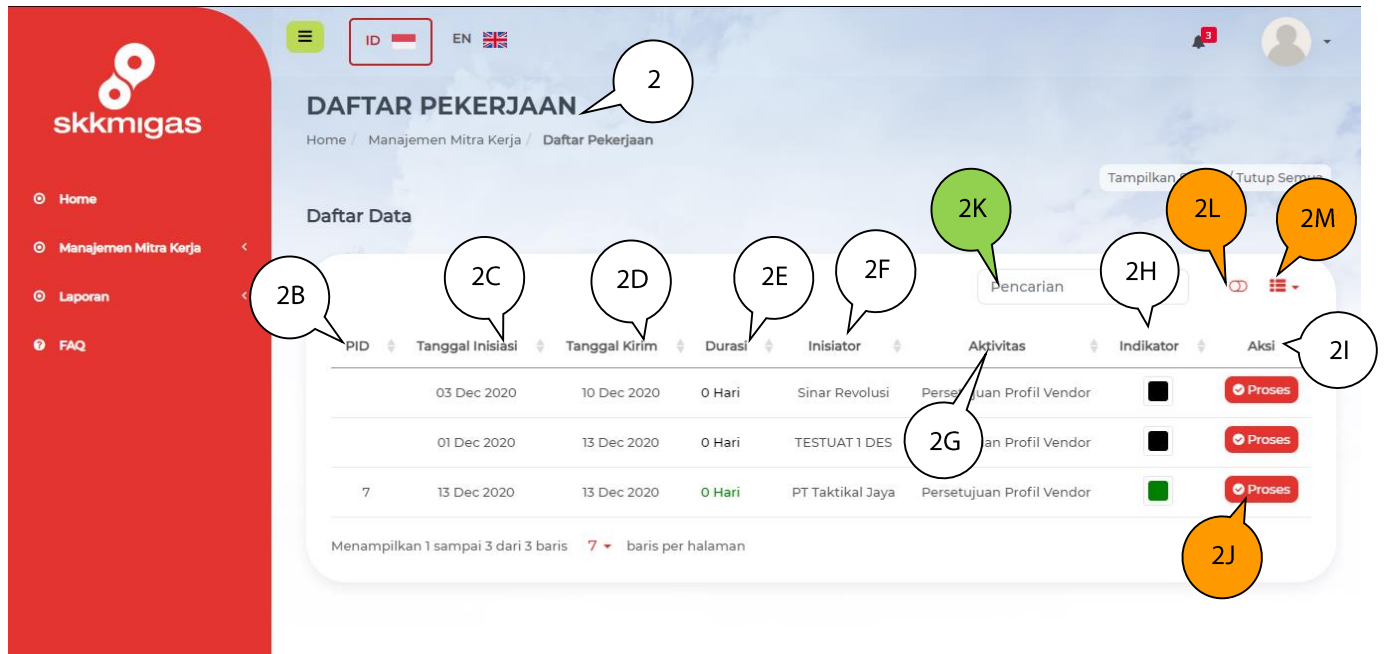 ID EN 3
2
DAFTAR PEKERJAAN
skkmigas
Home / Manajemen Mitra Kerja / Daftar Pekerjaan
Tampilkan / Tutup Semua
Home
Daftar Data
2K 2L 2M
Manajemen Mitra Kerja
2C 2D 2E 2F 2H
Laporan
2B
Pencarian
FAQ
PID Tanggal Inisiasi Tanggal Kirim Durasi Inisiator Aktivitas Indikator Aksi
2I
03 Dec 2020 10 Dec 2020 0 Hari Sinar Revolusi Persetujuan Profil Vendor Proses
01 Dec 2020 13 Dec 2020 0 Hari TESTUAT 1 DES Profil Vendor Proses
2G
7 13 Dec 2020 13 Dec 2020 0 Hari PT Taktikal Jaya Persetujuan Profil Vendor Proses
Menampilkan 1 sampai 3 dari 3 baris 7 baris per halaman
2J